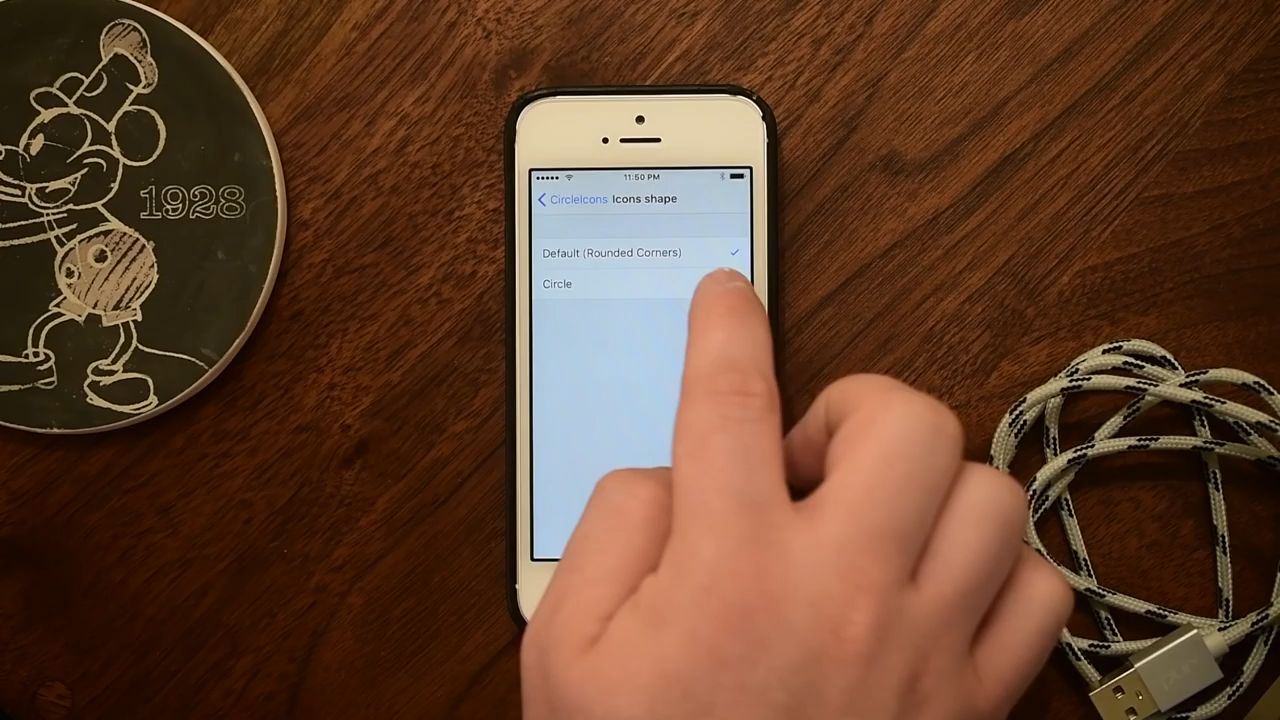 1928
11:50 PM
CircleIcons Icons shape
Default (Rounded Corners)
Circle